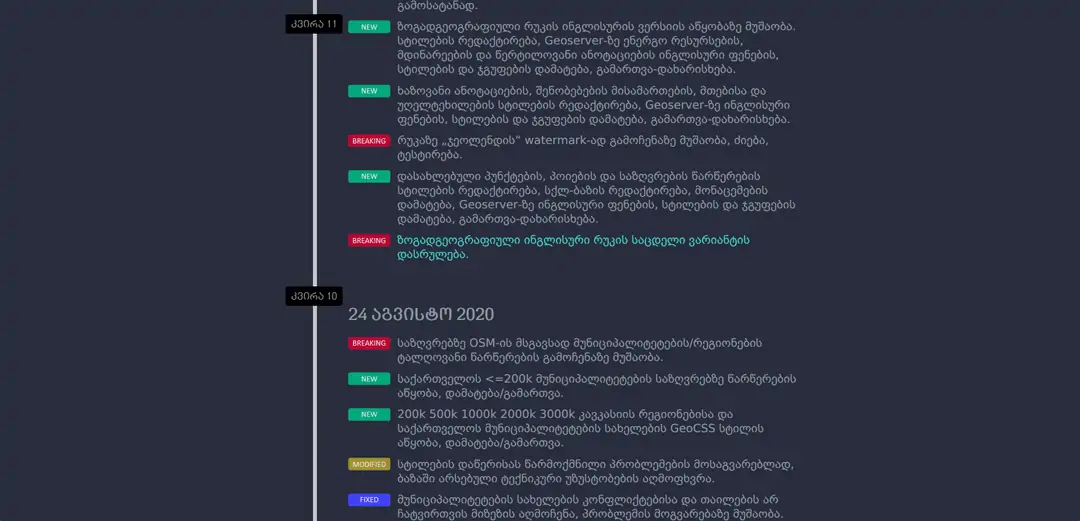 გამოსატანად.
კვირა 11
NEW
ზოგადგეოგრაფიული რუკის ინგლისურის ვერსიის აწყობაზე მუშაობა.
სტილების რედაქტირება, Geoserver-ზე ენერგო რესურსების,
მდინარეების და წერტილოვანი ანოტაციების ინგლისური ფენების,
სტილების და ჯგუფების დამატება, გამართვა-დახარისხება.
NEW
ხაზოვანი ანოტაციების, შენობებების მისამართების, მთებისა და
უღელტეხილების სტილების რედაქტირება, Geoserver-ზე ინგლისური
ფენების, სტილების და ჯგუფების დამატება, გამართვა-დახარისხება.
BREAKING
რუკაზე „ჯეოლენდის“ watermark-ად გამოჩენაზე მუშაობა, ძიება,
ტესტირება.
NEW
დასახლებული პუნქტების, პოიების და საზღვრების წარწერების
სტილების რედაქტირება, სქლ-ბაზის რედაქტირება, მონაცემების
დამატება, Geoserver-ზე ინგლისური ფენების, სტილების და ჯგუფების
დამატება, გამართვა-დახარისხება.
BREAKING
ზოგადგეოგრაფიული ინგლისური რუკის საცდელი ვარიანტის
დასრულება.
კვირა 10
24 აგვისტო 2020
BREAKING
საზღვრებზე OSM-ის მსგავსად მუნიციპალიტეტების/რეგიონების
ტალღოვანი წარწერების გამოჩენაზე მუშაობა.
NEW
საქართველოს <=200k მუნიციპალიტეტების საზღვრებზე წარწერების
აწყობა, დამატება/გამართვა.
NEW
200k 500k 1000k 2000k 3000k კავკასიის რეგიონებისა და
საქართველოს მუნიციპალიტეტების სახელების GeoCSS სტილის
აწყობა, დამატება/გამართვა.
MODIFIED
სტილების დაწერისას წარმოქმნილი პრობლემების მოსაგვარებლად,
ბაზაში არსებული ტექნიკური უზუსტობების აღმოფხვრა.
FIXED
მუნიციპალიტეტების სახელების კონფლიქტებისა და თაილების არ
ჩატვირთვის მიზეზის აღმოჩენა, პრობლემის მოგვარებაზე მუშაობა.